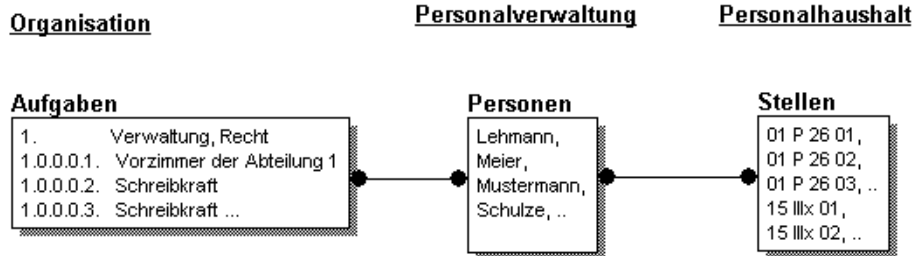 Organisation
Personalverwaltung
Personalhaushalt
Aufgaben
1. Verwaltung, Recht
1.0.0.0.1. Vorzimmer der Abteilung 1
1.0.0.0.2. Schreibkraft
1.0.0.0.3. Schreibkraft ...
Personen
Lehmann,
Meier,
Mustermann,
Schulze, ..
Stellen
01 P 26 01,
01 P 26 02,
01 P 26 03, ..
15 IIIx 01,
15 IIIx 02, ..